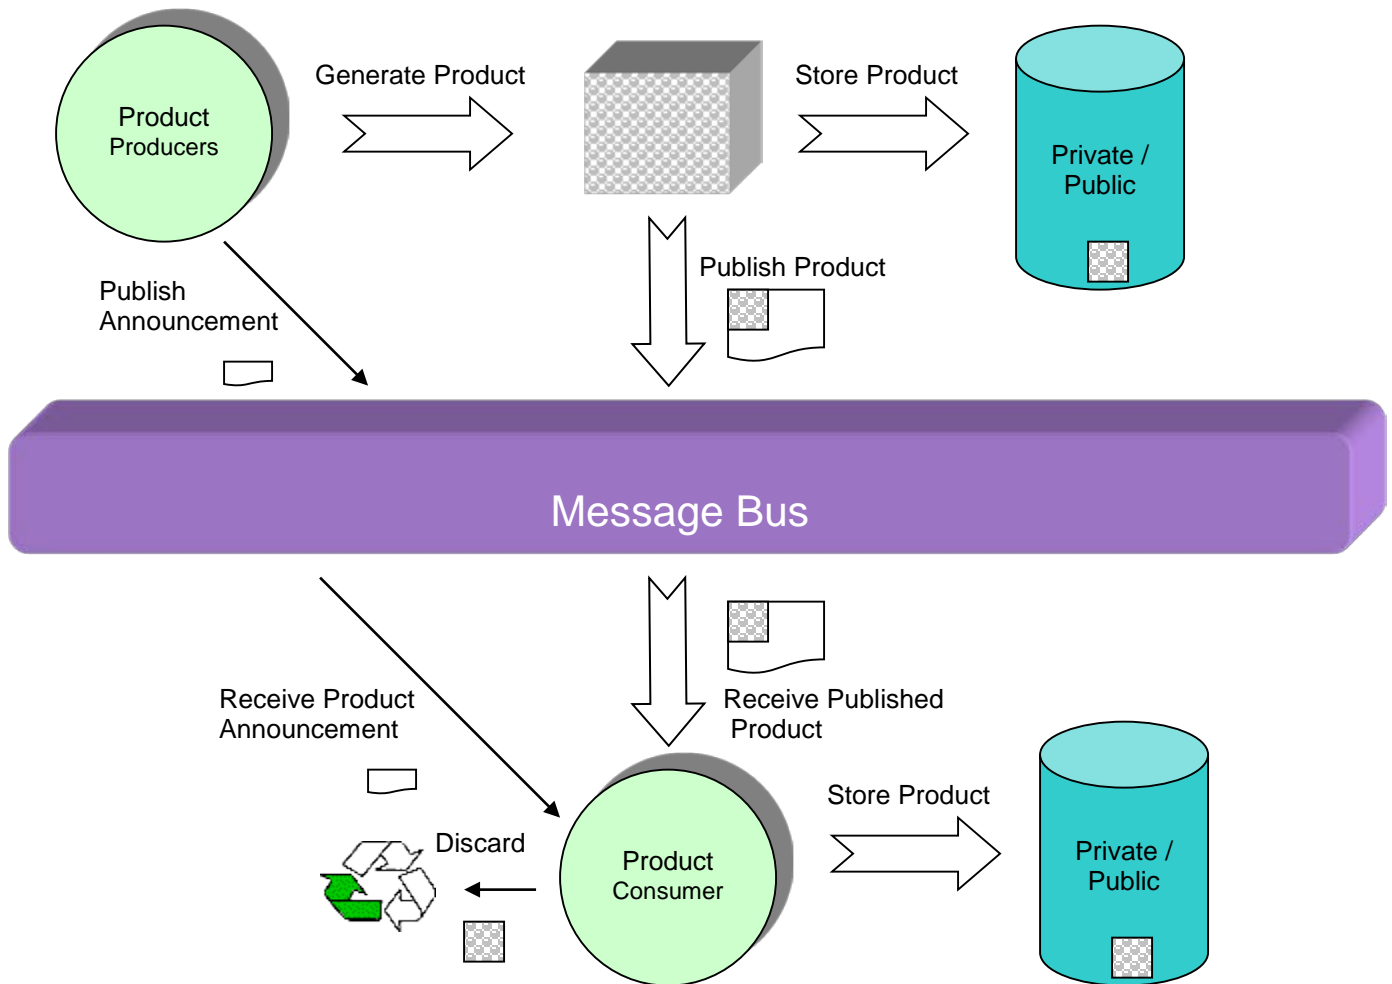 Product
Producers
Generate Product
Store Product
Private /
Public
Publish
Announcement
Publish Product
Message Bus
Receive Product
Announcement
Receive Published
Product
Discard
Product
Consumer
Store Product
Private /
Public